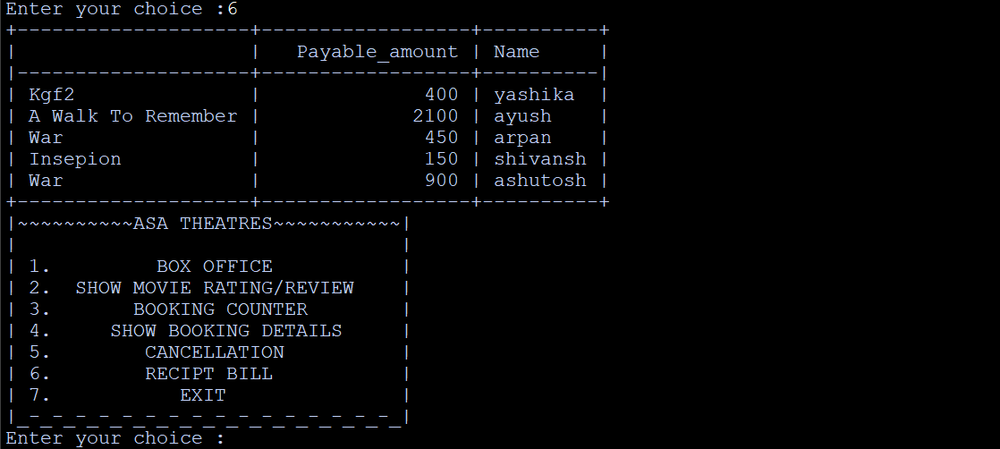 Enter your choice :6
+--------------------+------------------+----------+
|                    |   Payable_amount | Name     |
|--------------------+------------------+----------|
| Kgf2               |              400 | yashika  |
| A Walk To Remember |             2100 | ayush    |
| War                |              450 | arpan    |
| Insepion           |              150 | shivansh |
| War                |              900 | ashutosh |
+--------------------+------------------+----------+
|~~~~~~~~~~ASA THEATRES~~~~~~~~~~~|
|                                 |
| 1.         BOX OFFICE           |
| 2.  SHOW MOVIE RATING/REVIEW    |
| 3.       BOOKING COUNTER        |
| 4.     SHOW BOOKING DETAILS     |
| 5.        CANCELLATION          |
| 6.        RECIPT BILL           |
| 7.           EXIT               |
|_-_-_-_-_-_-_-_-_-_-_-_-_-_-_-_-_|
Enter your choice :